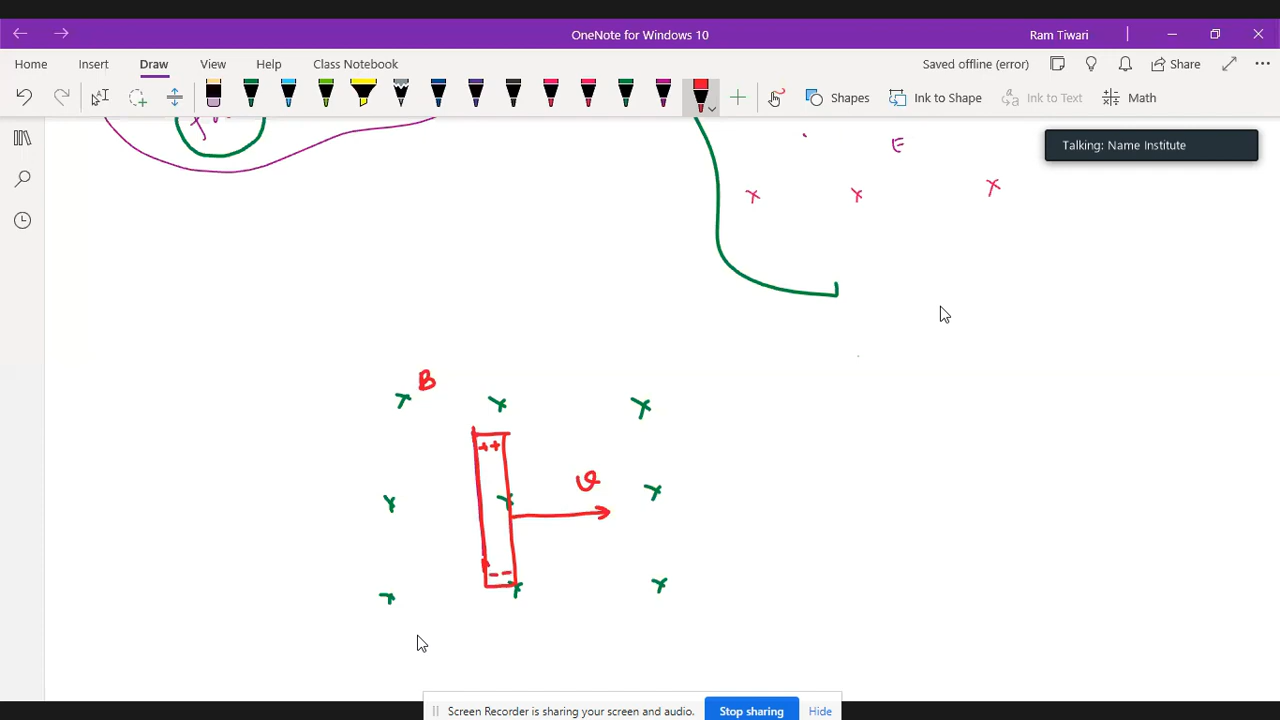 OneNote for Windows 10
Ram Tiwari
Home Insert Draw View Help Class Notebook
Saved offline (error)
Share
Shapes
Ink to Shape
Ink to Text
Math
Talking: Name Institute
E
x x x
B
x x x
++
v
x x x
--
x x x
Screen Recorder is sharing your screen and audio.
Stop sharing
Hide